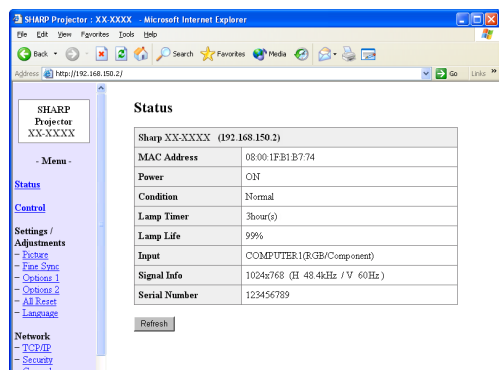 SHARP Projector : XX-XXXX - Microsoft Internet Explorer
File Edit View Favorites Tools Help
Back Search Favorites Media
Address http://192.168.150.2/ Go Links »
SHARP
Projector
XX-XXXX
- Menu -
Status
Control
Settings /
Adjustments
– Picture
– Fine Sync
– Options 1
– Options 2
– All Reset
– Language
Network
– TCP/IP
– Security
Status
Sharp XX-XXXX (192.168.150.2)
MAC Address 08:00:1F:B1:B7:74
Power ON
Condition Normal
Lamp Timer 3hour(s)
Lamp Life 99%
Input COMPUTER1(RGB/Component)
Signal Info 1024x768 (H 48.4kHz / V 60Hz)
Serial Number 123456789
Refresh